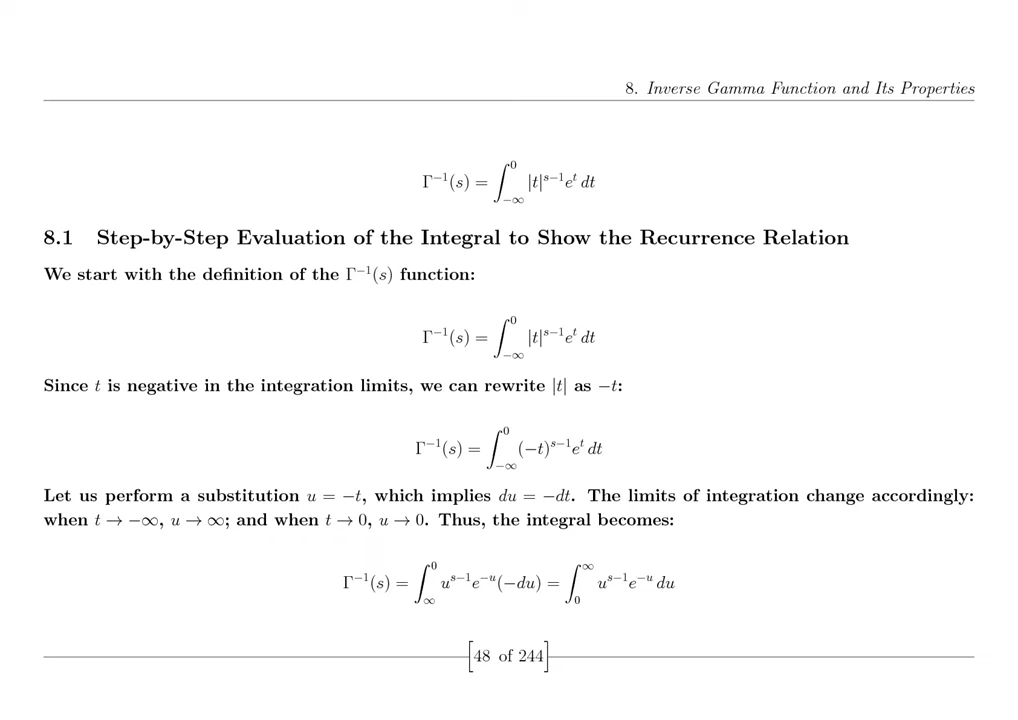 8. Inverse Gamma Function and Its Properties
Γ⁻¹(s) = ∫_{−∞}^{0} |t|^{s−1} e^t dt
8.1 Step-by-Step Evaluation of the Integral to Show the Recurrence Relation
We start with the definition of the Γ⁻¹(s) function:
Γ⁻¹(s) = ∫_{−∞}^{0} |t|^{s−1} e^t dt
Since t is negative in the integration limits, we can rewrite |t| as −t:
Γ⁻¹(s) = ∫_{−∞}^{0} (−t)^{s−1} e^t dt
Let us perform a substitution u = −t, which implies du = −dt. The limits of integration change accordingly:
when t → −∞, u → ∞; and when t → 0, u → 0. Thus, the integral becomes:
Γ⁻¹(s) = ∫_{∞}^{0} u^{s−1} e^{−u} (−du) = ∫_{0}^{∞} u^{s−1} e^{−u} du
48 of 244